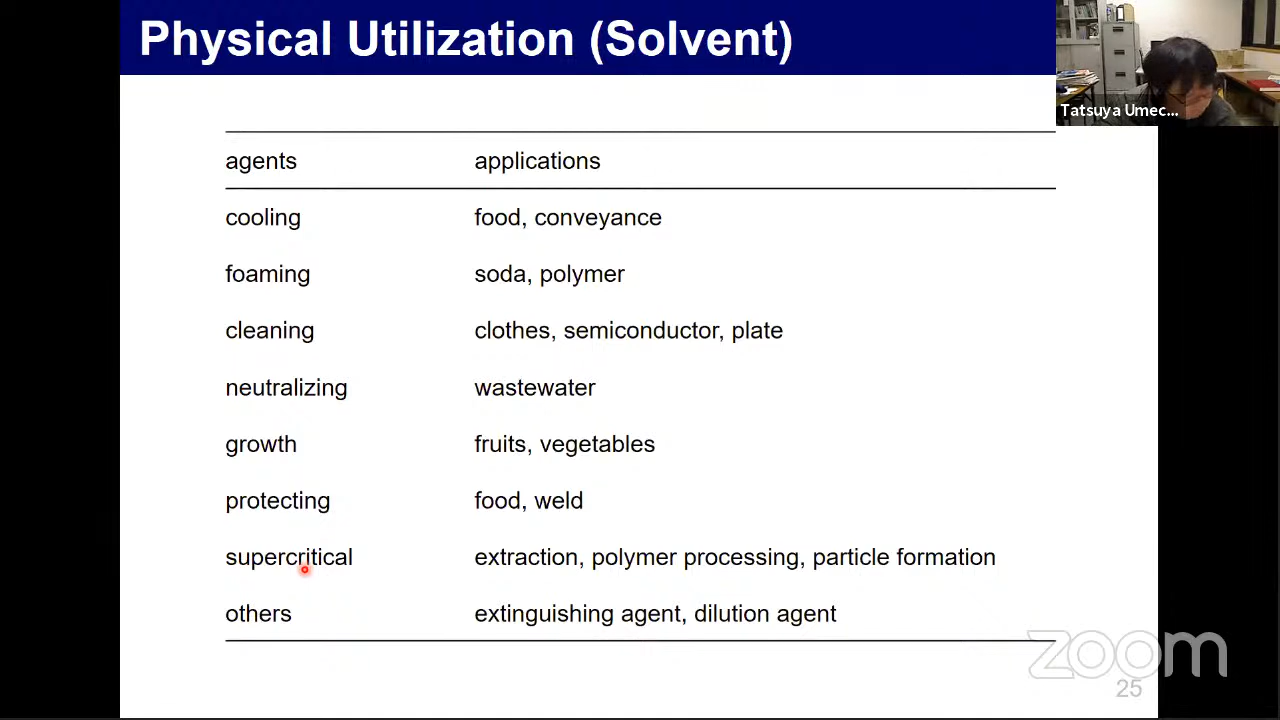 Physical Utilization (Solvent)
Tatsuya Umec...
agents applications
cooling food, conveyance
foaming soda, polymer
cleaning clothes, semiconductor, plate
neutralizing wastewater
growth fruits, vegetables
protecting food, weld
supercritical extraction, polymer processing, particle formation
others extinguishing agent, dilution agent
zoom
25